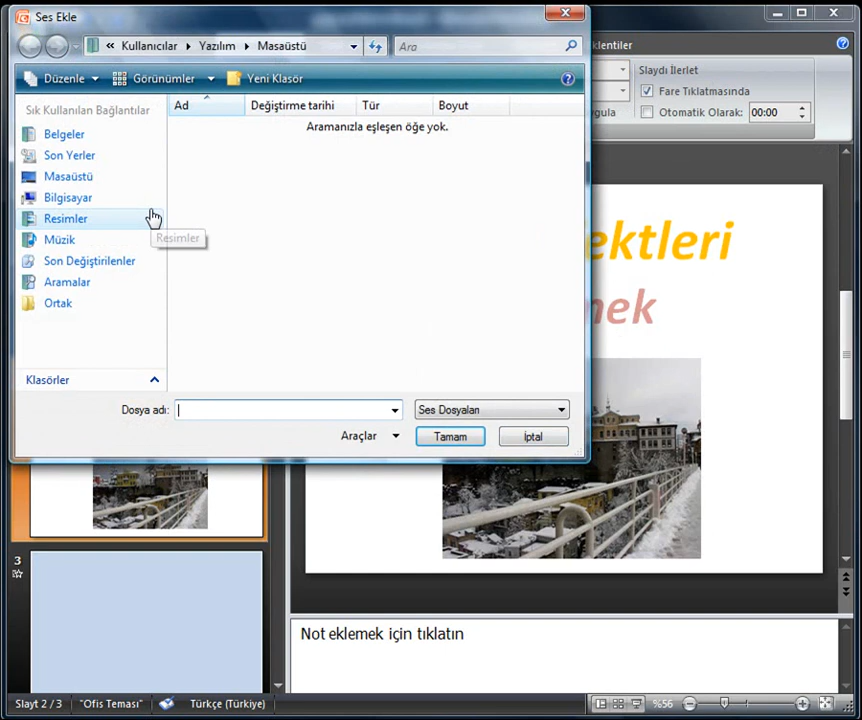 Ses Ekle
« Kullanıcılar Yazılım Masaüstü
Ara
Düzenle Görünümler Yeni Klasör
Sık Kullanılan Bağlantılar
Belgeler
Son Yerler
Masaüstü
Bilgisayar
Resimler
Resimler
Müzik
Son Değiştirilenler
Aramalar
Ortak
Klasörler
Ad Değiştirme tarihi Tür Boyut
Aramanızla eşleşen öğe yok.
Dosya adı:
Ses Dosyaları
Araçlar Tamam İptal
klentiler
Slaydı İlerlet
Fare Tıklatmasında
gula Otomatik Olarak: 00:00
ektleri
mek
3
Not eklemek için tıklatın
Slayt 2 / 3 "Ofis Teması" Türkçe (Türkiye) %56